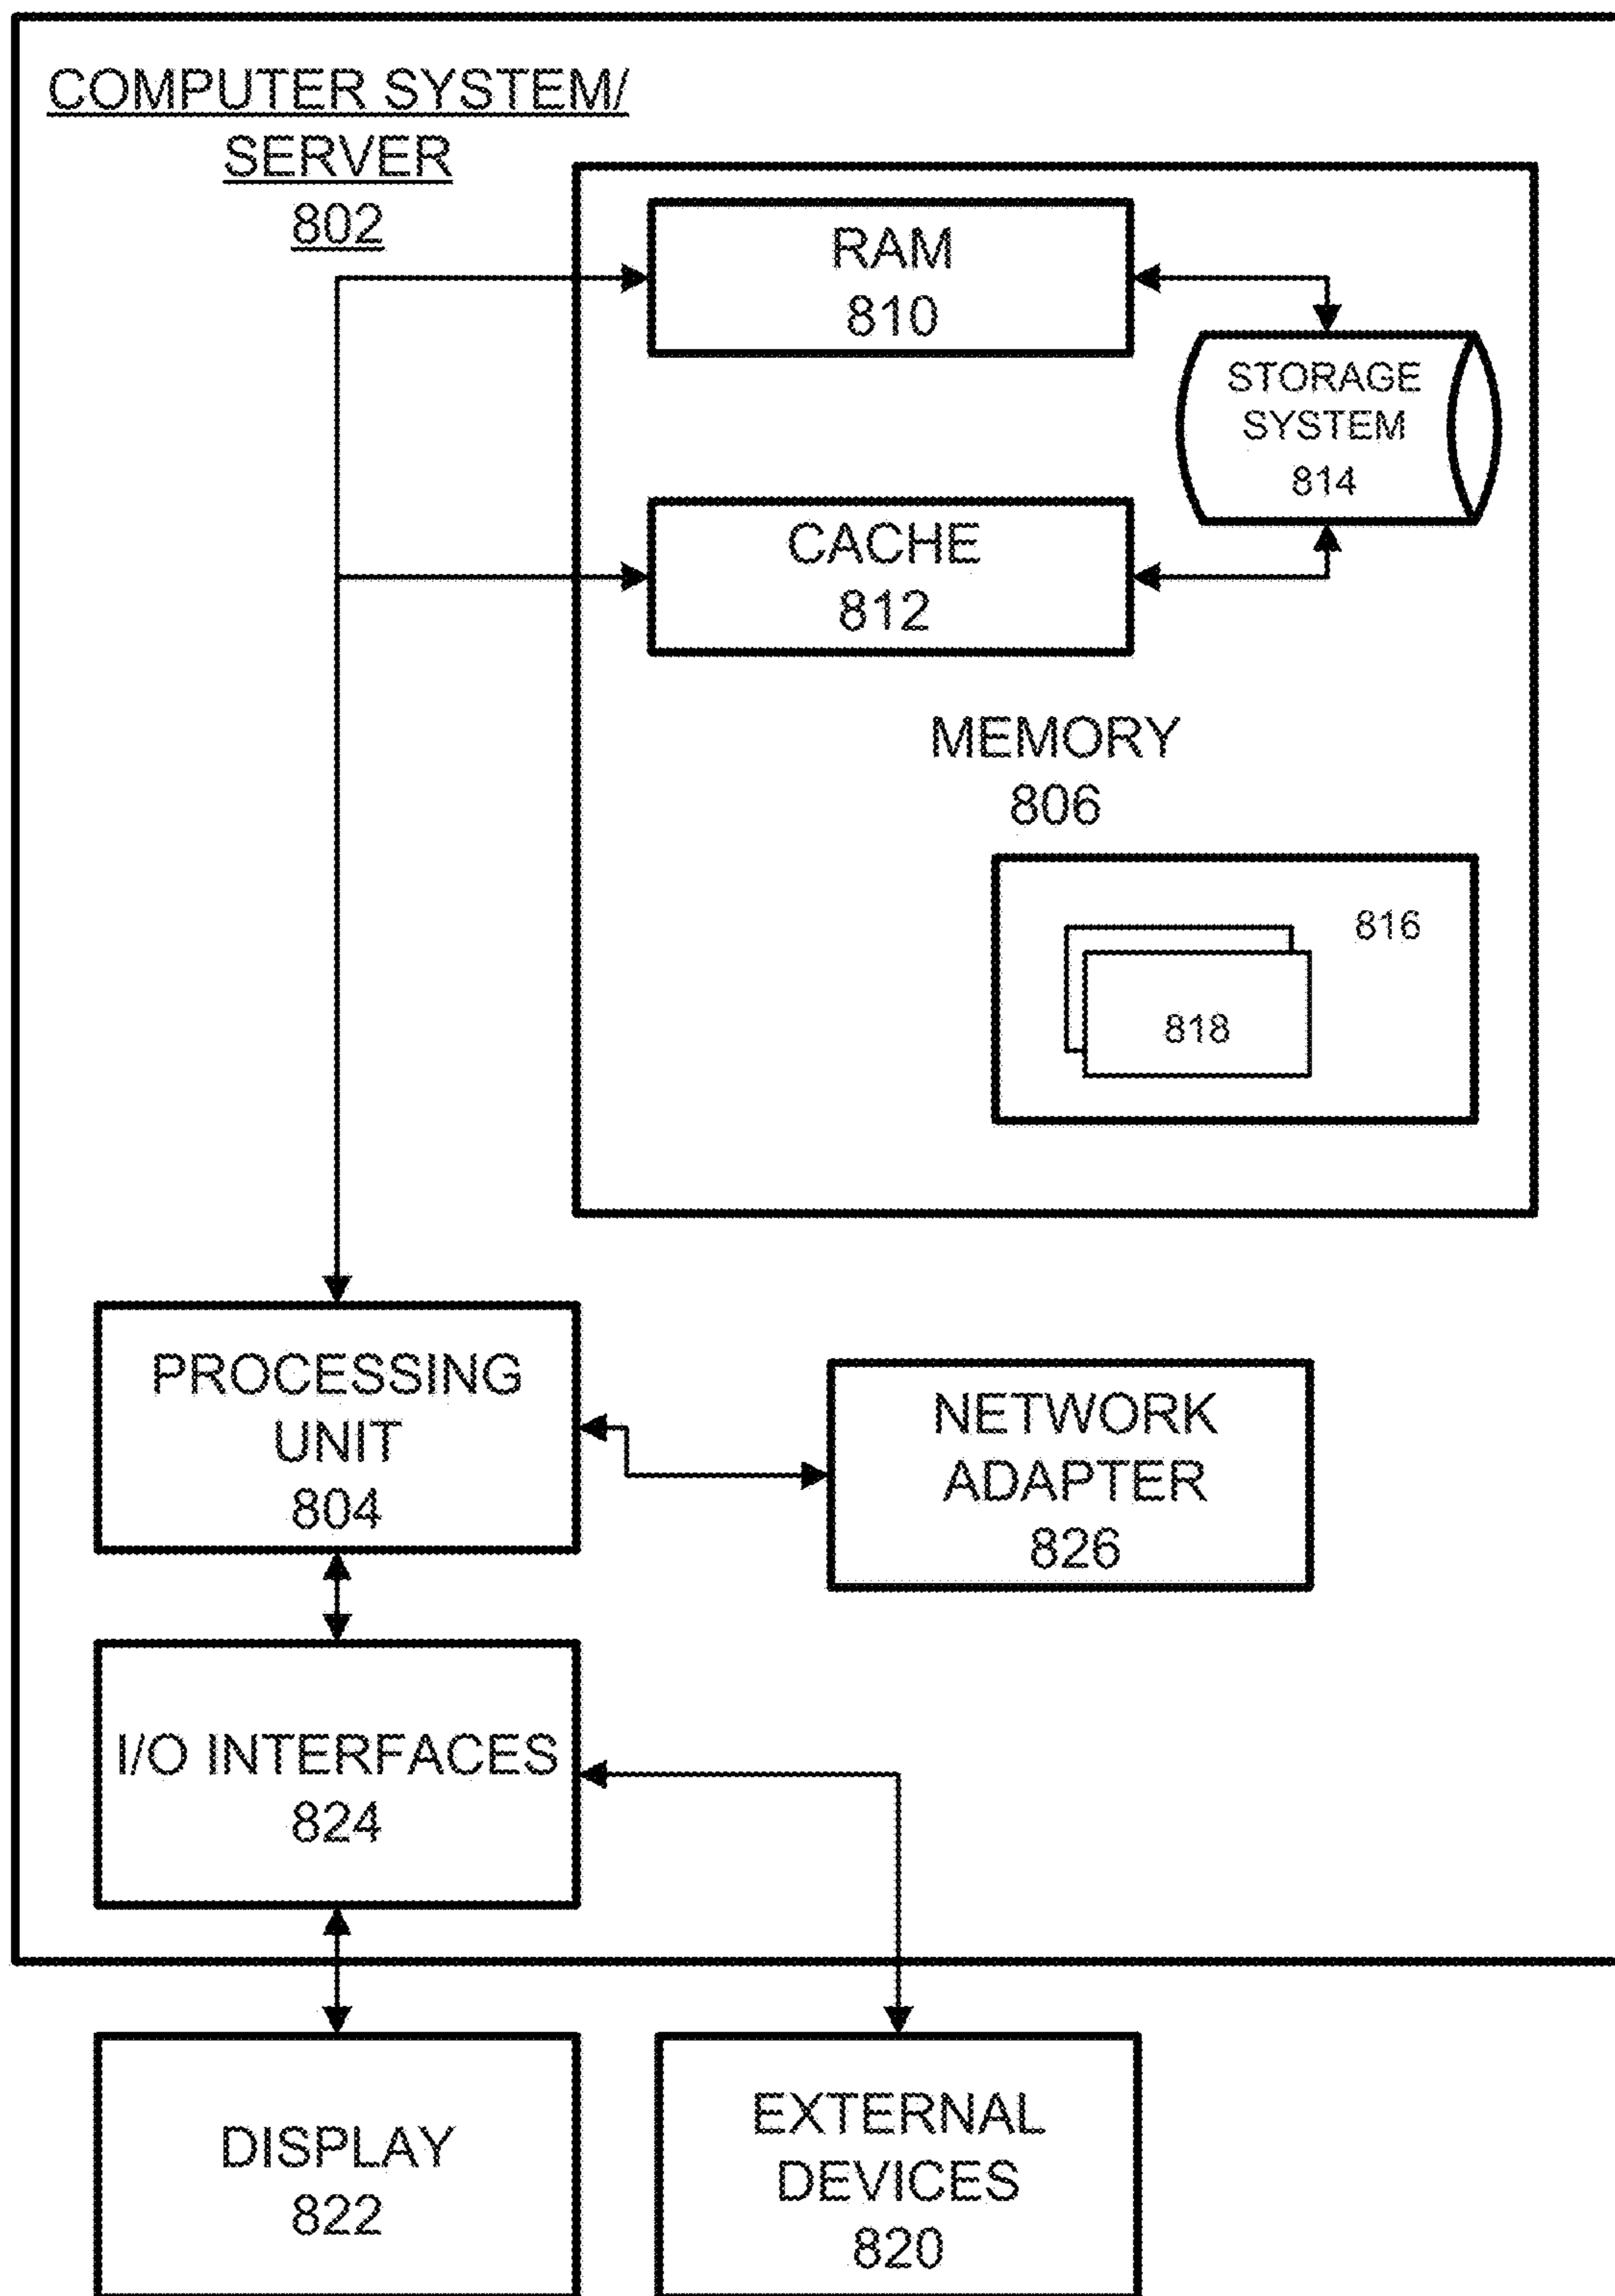 COMPUTER SYSTEM/
SERVER
802
RAM
810
STORAGE
SYSTEM
814
CACHE
812
MEMORY
806
816
818
PROCESSING
UNIT
804
NETWORK
ADAPTER
826
I/O INTERFACES
824
DISPLAY
822
EXTERNAL
DEVICES
820